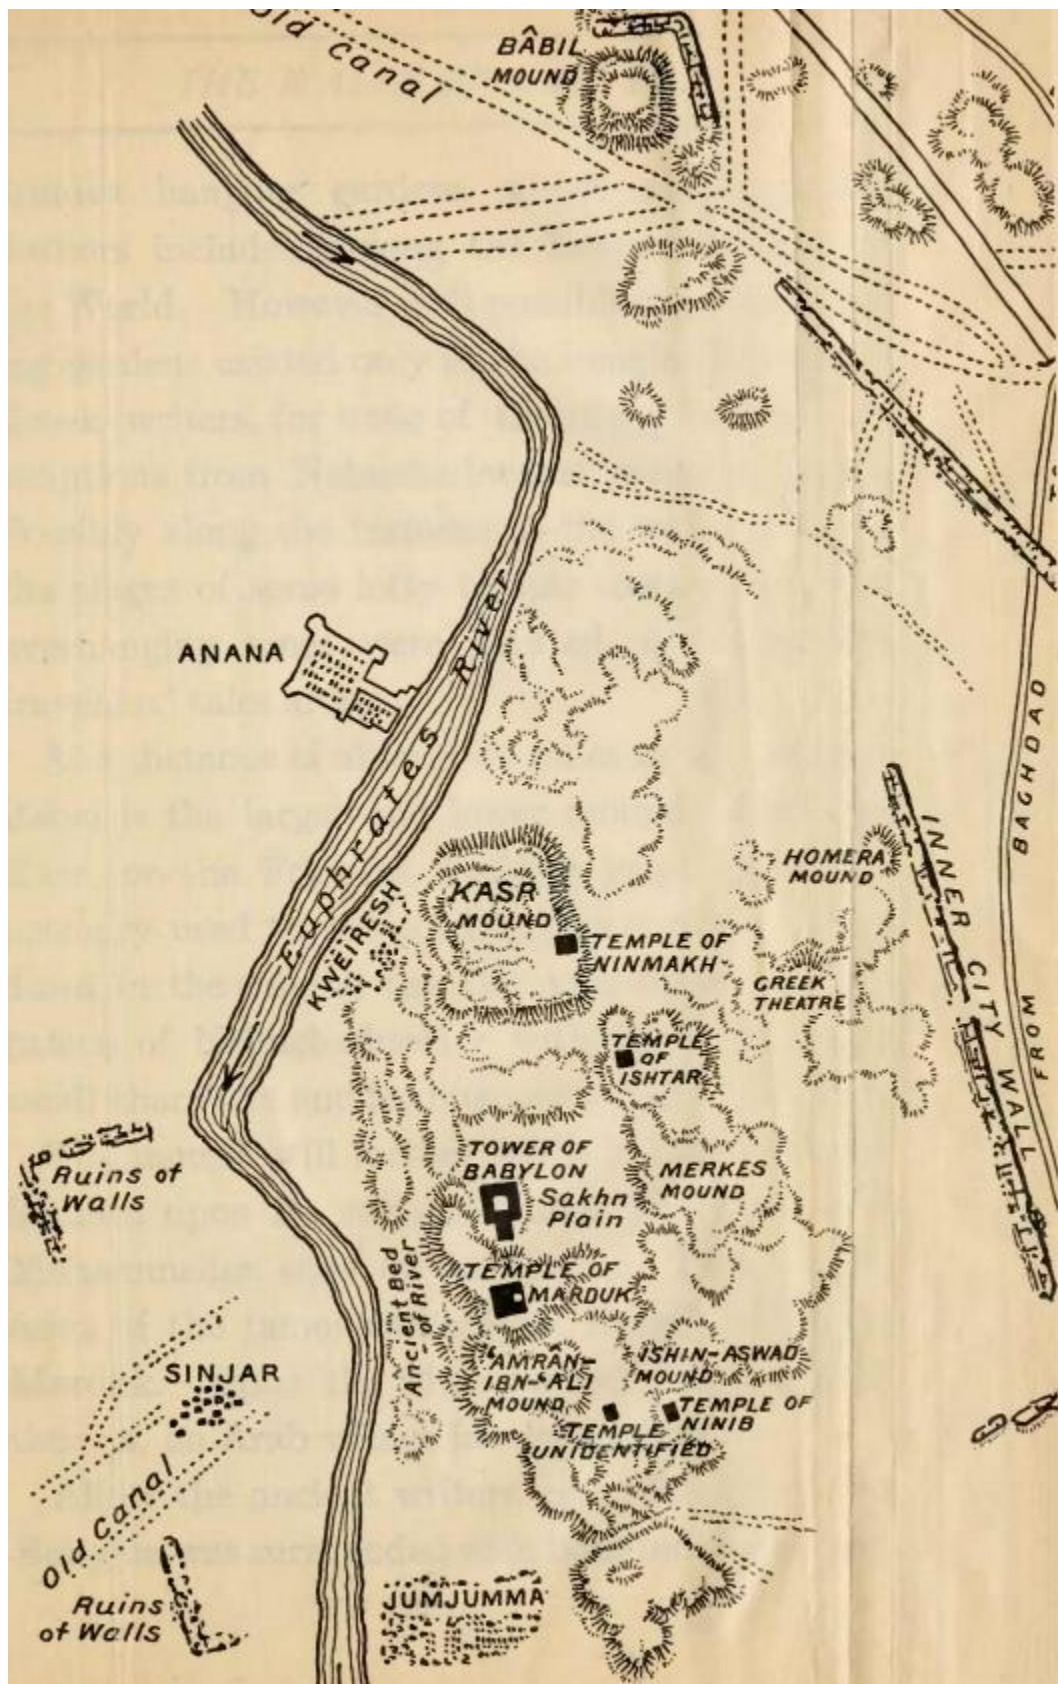 Old Canal
BÂBIL
MOUND
ANANA
Euphrates River
BAGHDAD
FROM
INNER CITY WALL
HOMERA
MOUND
KASR
MOUND
KWEIRESH
TEMPLE OF
NINMAKH
GREEK
THEATRE
TEMPLE
OF
ISHTAR
TOWER OF
BABYLON
Sakhn
Plain
MERKES
MOUND
Ruins of
Walls
Ancient Bed
of River
TEMPLE OF
MARDUK
SINJAR
'AMRÂN-
IBN-'ALI
MOUND
ISHIN-ASWAD
MOUND
TEMPLE OF
NINIB
TEMPLE
UNIDENTIFIED
Old Canal
Ruins
of Walls
JUMJUMMA